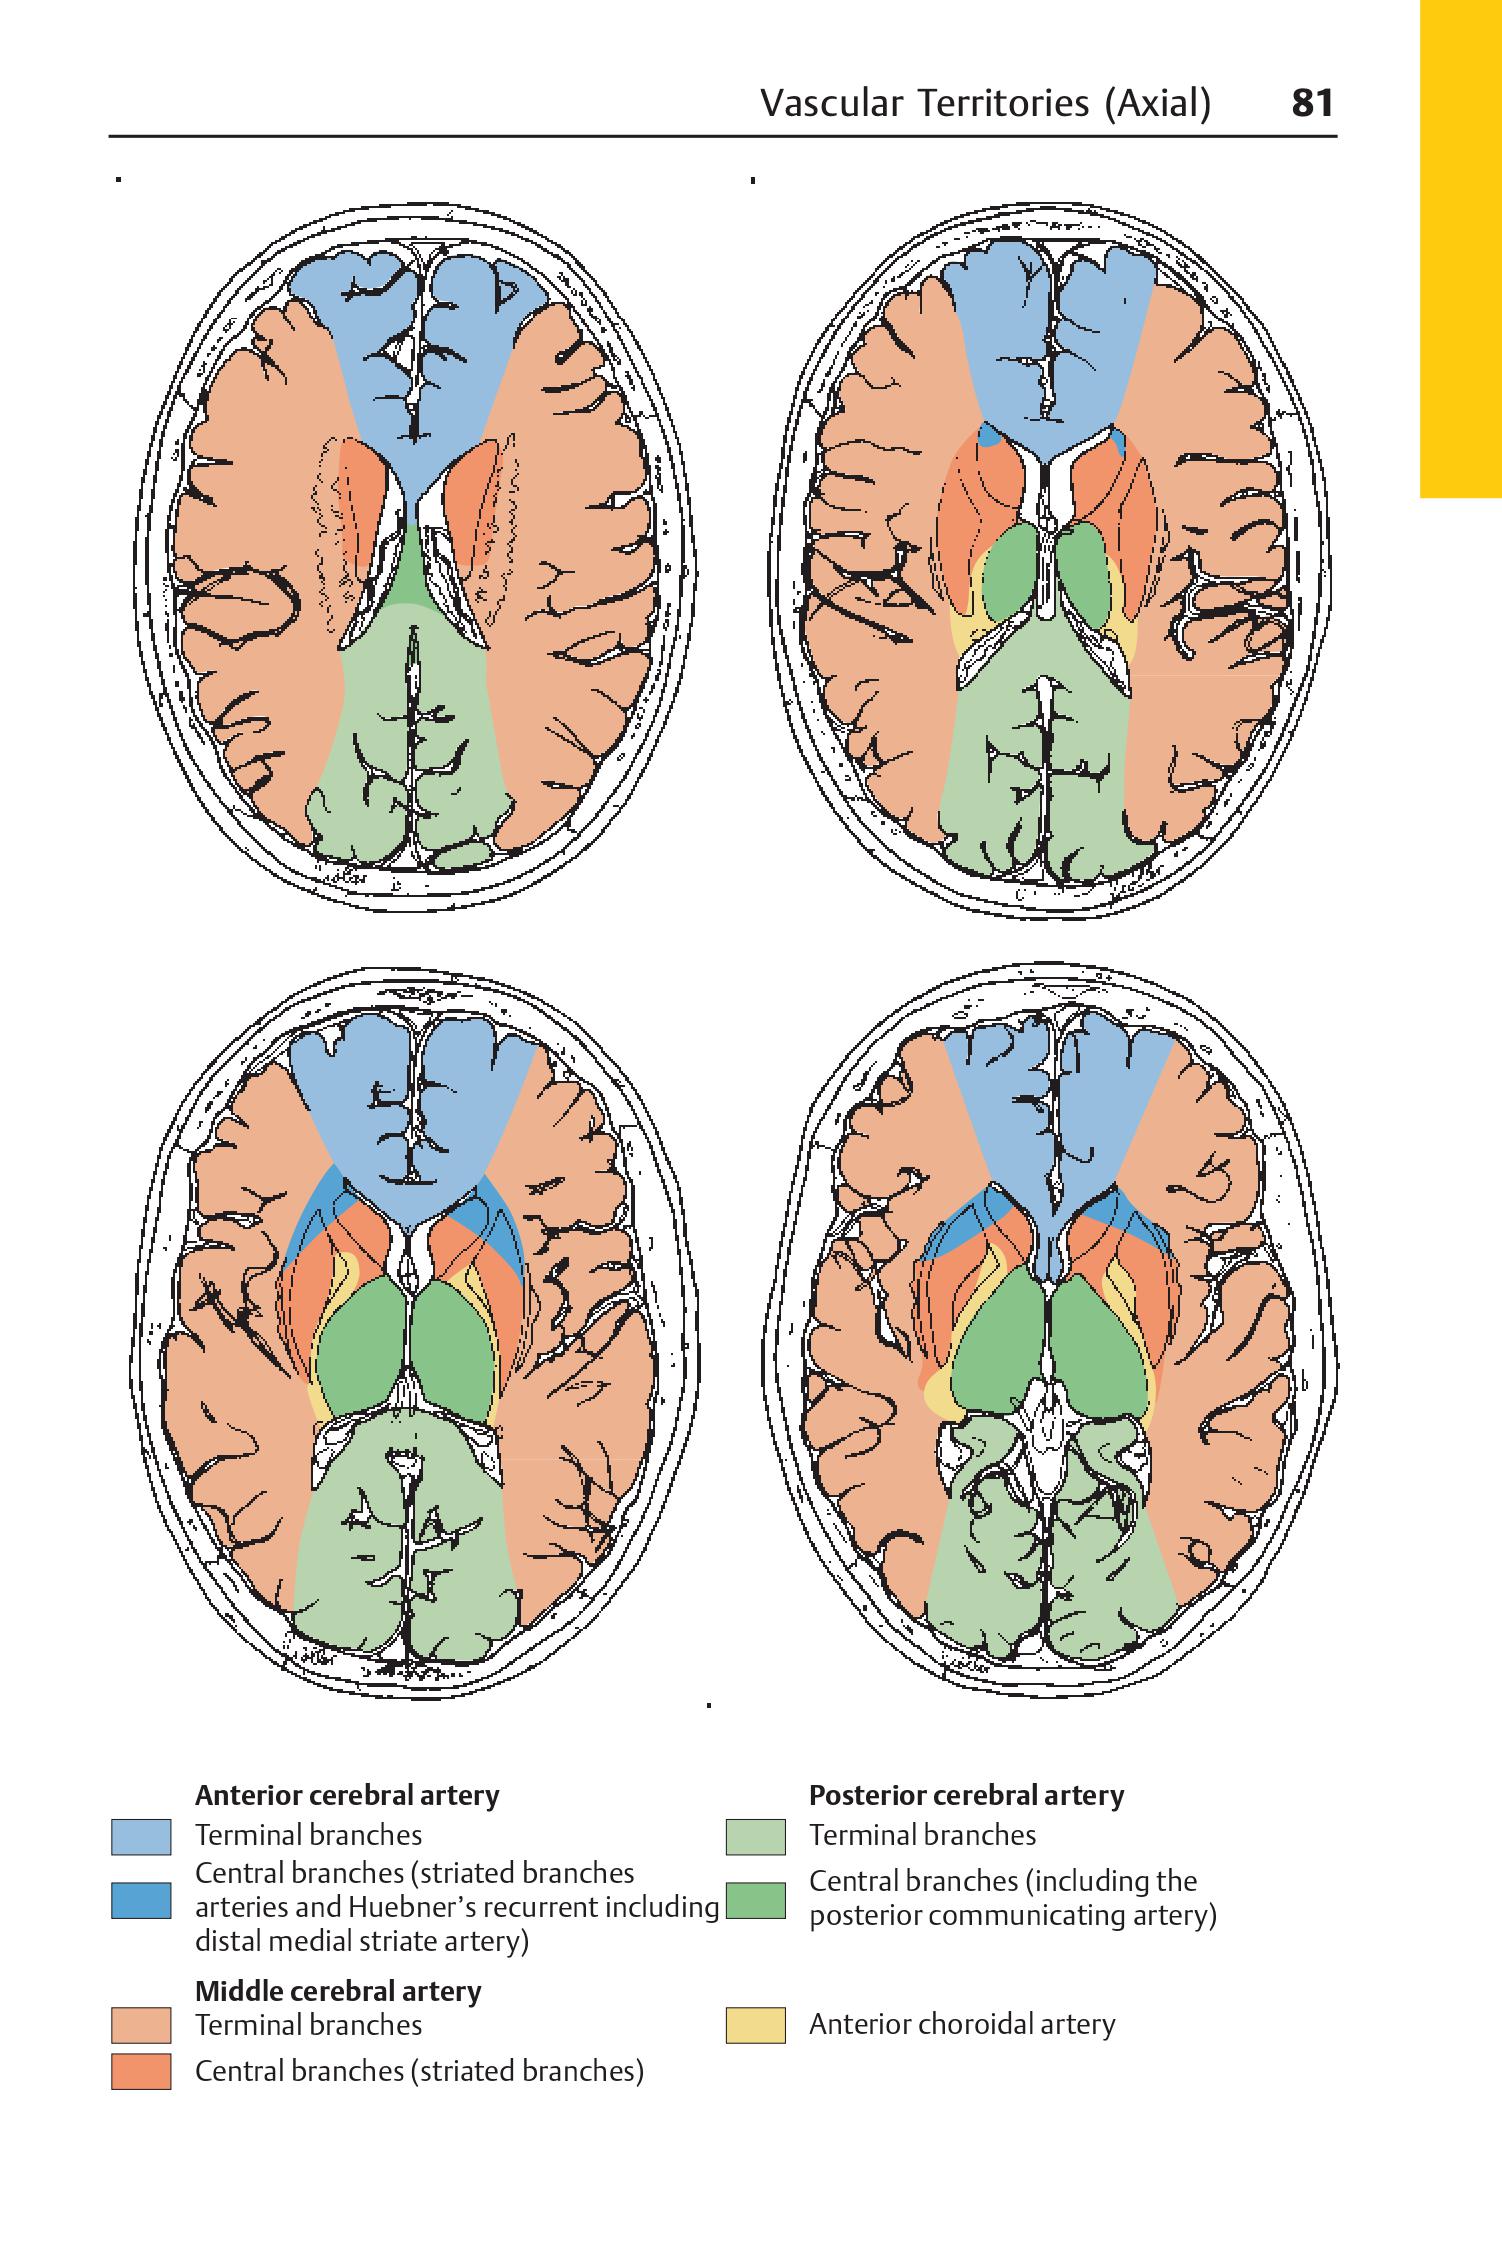 Vascular Territories (Axial) 81
Anterior cerebral artery
Terminal branches
Central branches (striated branches
arteries and Huebner's recurrent including
distal medial striate artery)
Middle cerebral artery
Terminal branches
Central branches (striated branches)
Posterior cerebral artery
Terminal branches
Central branches (including the
posterior communicating artery)
Anterior choroidal artery